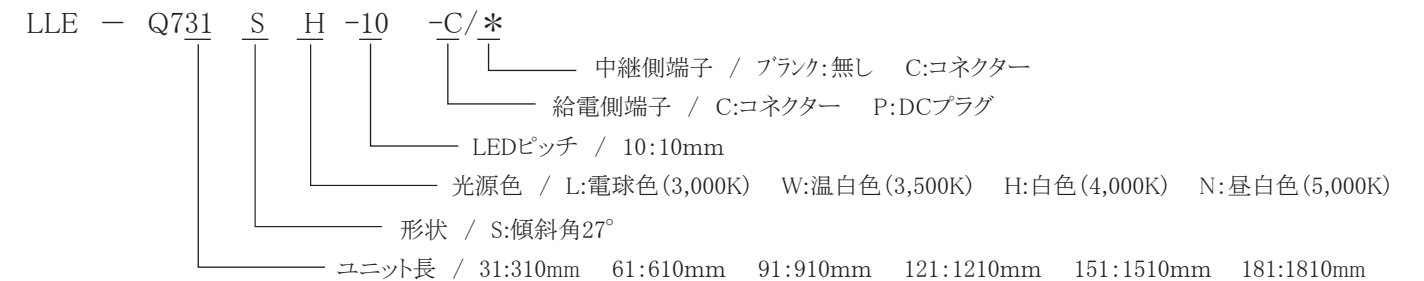 LLE － Q731 S H -10 -C/＊
中継側端子 / ブランク:無し C:コネクター
給電側端子 / C:コネクター P:DCプラグ
LEDピッチ / 10:10mm
光源色 / L:電球色(3,000K) W:温白色(3,500K) H:白色(4,000K) N:昼白色(5,000K)
形状 / S:傾斜角27°
ユニット長 / 31:310mm 61:610mm 91:910mm 121:1210mm 151:1510mm 181:1810mm